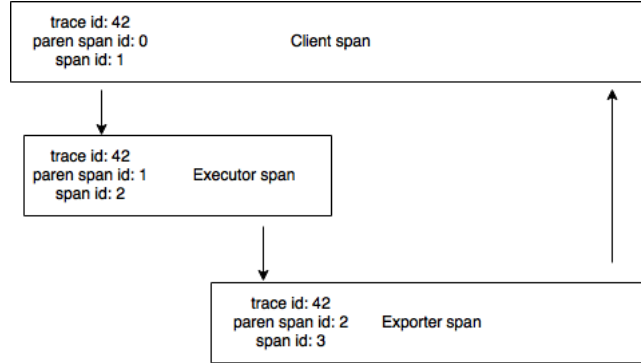 trace id: 42
paren span id: 0 Client span
span id: 1
trace id: 42
paren span id: 1 Executor span
span id: 2
trace id: 42
paren span id: 2 Exporter span
span id: 3